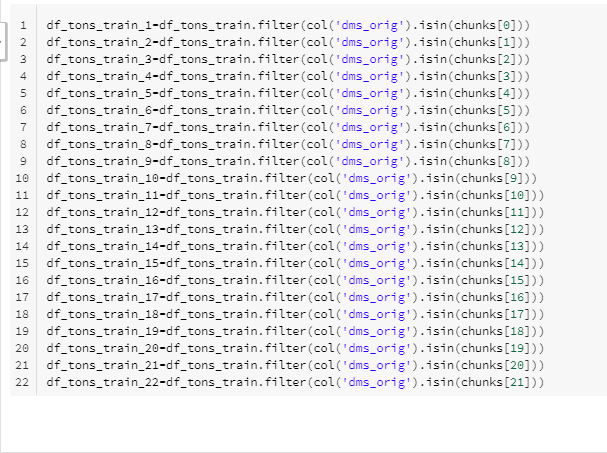 1 df_tons_train_1=df_tons_train.filter(col('dms_orig').isin(chunks[0]))
2 df_tons_train_2=df_tons_train.filter(col('dms_orig').isin(chunks[1]))
3 df_tons_train_3=df_tons_train.filter(col('dms_orig').isin(chunks[2]))
4 df_tons_train_4=df_tons_train.filter(col('dms_orig').isin(chunks[3]))
5 df_tons_train_5=df_tons_train.filter(col('dms_orig').isin(chunks[4]))
6 df_tons_train_6=df_tons_train.filter(col('dms_orig').isin(chunks[5]))
7 df_tons_train_7=df_tons_train.filter(col('dms_orig').isin(chunks[6]))
8 df_tons_train_8=df_tons_train.filter(col('dms_orig').isin(chunks[7]))
9 df_tons_train_9=df_tons_train.filter(col('dms_orig').isin(chunks[8]))
10 df_tons_train_10=df_tons_train.filter(col('dms_orig').isin(chunks[9]))
11 df_tons_train_11=df_tons_train.filter(col('dms_orig').isin(chunks[10]))
12 df_tons_train_12=df_tons_train.filter(col('dms_orig').isin(chunks[11]))
13 df_tons_train_13=df_tons_train.filter(col('dms_orig').isin(chunks[12]))
14 df_tons_train_14=df_tons_train.filter(col('dms_orig').isin(chunks[13]))
15 df_tons_train_15=df_tons_train.filter(col('dms_orig').isin(chunks[14]))
16 df_tons_train_16=df_tons_train.filter(col('dms_orig').isin(chunks[15]))
17 df_tons_train_17=df_tons_train.filter(col('dms_orig').isin(chunks[16]))
18 df_tons_train_18=df_tons_train.filter(col('dms_orig').isin(chunks[17]))
19 df_tons_train_19=df_tons_train.filter(col('dms_orig').isin(chunks[18]))
20 df_tons_train_20=df_tons_train.filter(col('dms_orig').isin(chunks[19]))
21 df_tons_train_21=df_tons_train.filter(col('dms_orig').isin(chunks[20]))
22 df_tons_train_22=df_tons_train.filter(col('dms_orig').isin(chunks[21]))